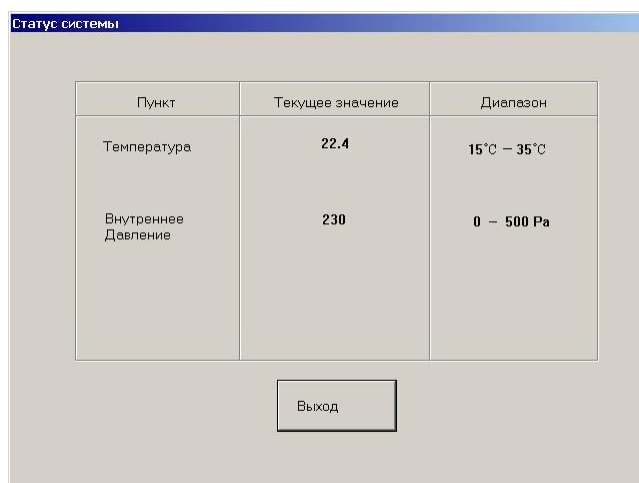 Статус системы
Пункт Текущее значение Диапазон
Температура 22.4 15°C — 35°C
Внутреннее
Давление 230 0 — 500 Pa
Выход